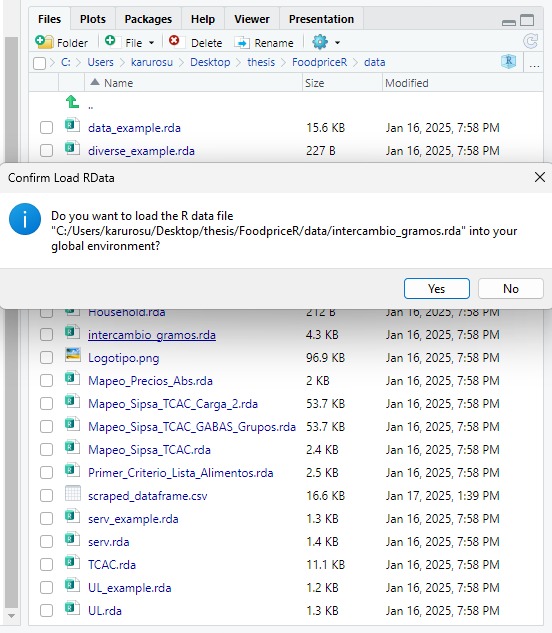 Files Plots Packages Help Viewer Presentation
Folder File Delete Rename
C: Users karurosu Desktop thesis FoodpriceR data R ...
Name Size Modified
..
data_example.rda 15.6 KB Jan 16, 2025, 7:58 PM
diverse_example.rda 227 B Jan 16, 2025, 7:58 PM
Confirm Load RData
Do you want to load the R data file
"C:/Users/karurosu/Desktop/thesis/FoodpriceR/data/intercambio_gramos.rda" into your
global environment?
Yes No
Household.rda 212 B Jan 16, 2025, 7:58 PM
intercambio_gramos.rda 4.3 KB Jan 16, 2025, 7:58 PM
Logotipo.png 96.9 KB Jan 16, 2025, 7:58 PM
Mapeo_Precios_Abs.rda 2 KB Jan 16, 2025, 7:58 PM
Mapeo_Sipsa_TCAC_Carga_2.rda 53.7 KB Jan 16, 2025, 7:58 PM
Mapeo_Sipsa_TCAC_GABAS_Grupos.rda 53.7 KB Jan 16, 2025, 7:58 PM
Mapeo_Sipsa_TCAC.rda 2.4 KB Jan 16, 2025, 7:58 PM
Primer_Criterio_Lista_Alimentos.rda 2.5 KB Jan 16, 2025, 7:58 PM
scraped_dataframe.csv 16.6 KB Jan 17, 2025, 1:39 PM
serv_example.rda 1.3 KB Jan 16, 2025, 7:58 PM
serv.rda 1.4 KB Jan 16, 2025, 7:58 PM
TCAC.rda 11.1 KB Jan 16, 2025, 7:58 PM
UL_example.rda 1.2 KB Jan 16, 2025, 7:58 PM
UL.rda 1.3 KB Jan 16, 2025, 7:58 PM